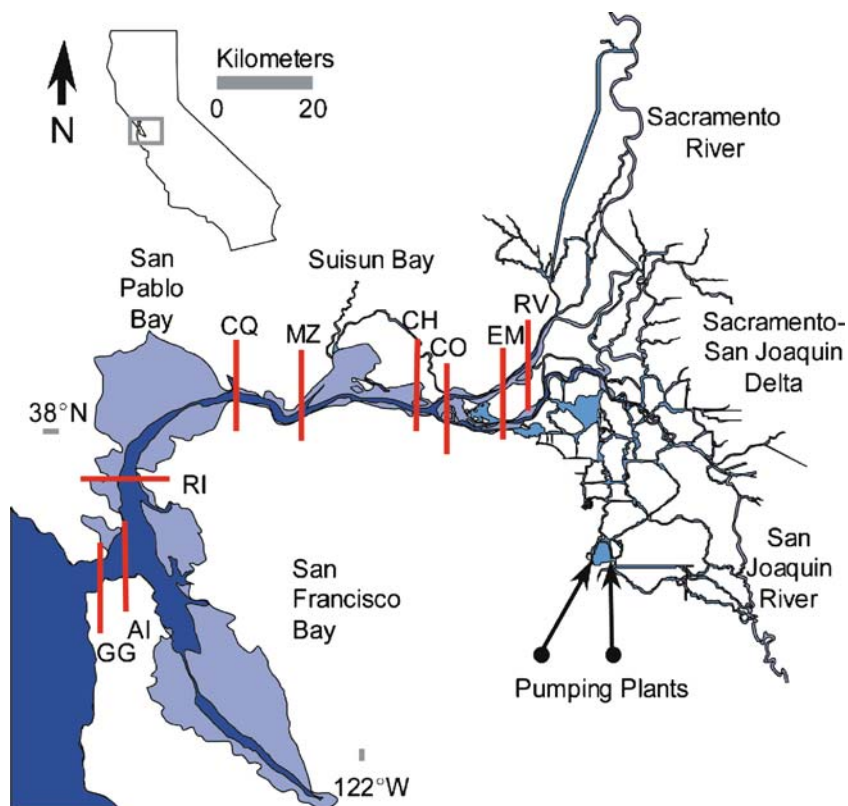 Kilometers
0 20
N
Sacramento
River
San
Pablo
Bay
Suisun Bay
CQ
MZ
CH
CO
EM
RV
Sacramento-
San Joaquin
Delta
38°N
RI
San
Francisco
Bay
San
Joaquin
River
AI
GG
Pumping Plants
122°W